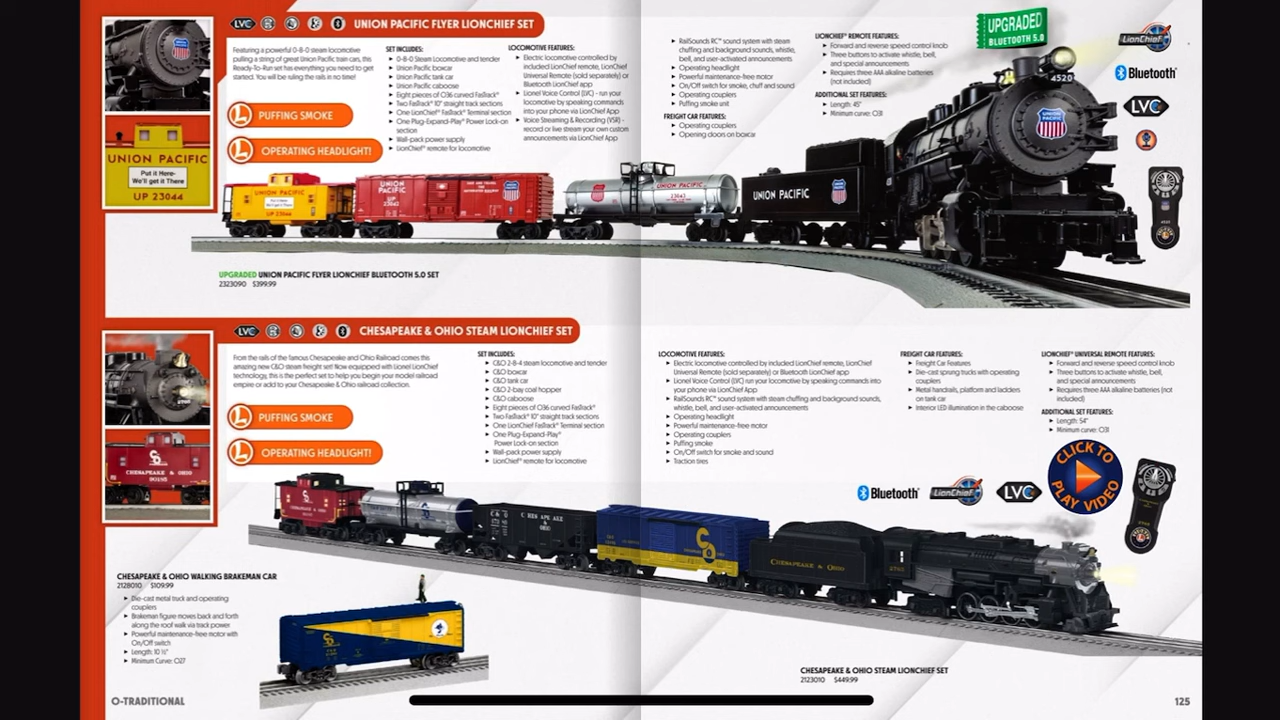 UNION PACIFIC FLYER LIONCHIEF SET
Featuring a powerful 0-8-0 steam locomotive
pulling a string of great Union Pacific train cars, this
Ready-To-Run set has everything you need to get
started. You will be ruling the rails in no time!
PUFFING SMOKE
OPERATING HEADLIGHT!
SET INCLUDES:
► 0-8-0 Steam Locomotive and tender
► Union Pacific boxcar
► Union Pacific tank car
► Union Pacific caboose
► Eight pieces of O36 curved FasTrack®
► Two FasTrack® 10" straight track sections
► One LionChief® FasTrack® Terminal Section
► One Plug-Expand-Play® Power Lock-on
section
► Wall-pack power supply
► LionChief® remote for locomotive
LOCOMOTIVE FEATURES:
► Electric locomotive controlled by
included LionChief remote, LionChief
Universal Remote (sold separately) or
Bluetooth LionChief app
► Lionel Voice Control (LVC) - run your
locomotive by speaking commands
into your phone via LionChief App
► Voice Streaming & Recording (VSR) -
record or live stream your own custom
announcements via LionChief App
► RailSounds RC™ sound system with steam
chuffing and background sounds, whistle,
bell, and user-activated announcements
► Operating headlight
► Powerful maintenance-free motor
► On/Off switch for smoke, chuff and sound
► Operating couplers
► Puffing smoke unit
FREIGHT CAR FEATURES:
► Operating couplers
► Opening doors on boxcar
LIONCHIEF® REMOTE FEATURES:
► Forward and reverse speed control knob
► Three buttons to activate whistle, bell,
and special announcements
► Requires three AAA alkaline batteries
(not included)
ADDITIONAL SET FEATURES:
► Length: 45"
► Minimum curve: O31
UPGRADED
BLUETOOTH 5.0
LIONCHIEF
Bluetooth®
LVC
4520
UNION PACIFIC
Put it Here-
We'll get it There
UP 23044
UNION PACIFIC
UP 23044
UNION
PACIFIC
UP
UNION PACIFIC
UNION PACIFIC
UPGRADED UNION PACIFIC FLYER LIONCHIEF BLUETOOTH 5.0 SET
2323090 $399.99
CHESAPEAKE & OHIO STEAM LIONCHIEF SET
From the rails of the famous Chesapeake and Ohio Railroad comes this
amazing new C&O steam freight set! Now equipped with Lionel LionChief
technology, this is the perfect set to help you begin your model railroad
empire or add to your Chesapeake & Ohio railroad collection.
PUFFING SMOKE
OPERATING HEADLIGHT!
SET INCLUDES:
► C&O 2-8-4 steam locomotive and tender
► C&O boxcar
► C&O tank car
► C&O 2-bay coal hopper
► C&O caboose
► Eight pieces of O36 curved FasTrack®
► Two FasTrack® 10" straight track sections
► One LionChief® FasTrack® Terminal section
► One Plug-Expand-Play®
Power Lock-on section
► Wall-pack power supply
► LionChief® remote for locomotive
LOCOMOTIVE FEATURES:
► Electric locomotive controlled by included LionChief remote, LionChief
Universal Remote (sold separately) or Bluetooth LionChief app
► Lionel Voice Control (LVC) run your locomotive by speaking commands into
your phone via LionChief App
► RailSounds RC™ sound system with steam chuffing and background sounds,
whistle, bell, and user-activated announcements
► Operating headlight
► Powerful maintenance-free motor
► Operating couplers
► Puffing smoke
► On/Off switch for smoke and sound
► Traction tires
FREIGHT CAR FEATURES:
► Freight Car Features
► Die-cast sprung trucks with operating
couplers
► Metal handrails, platform and ladders
on tank car
► Interior LED illumination in the caboose
LIONCHIEF® UNIVERSAL REMOTE FEATURES:
► Forward and reverse speed control knob
► Three buttons to activate whistle, bell,
and special announcements
► Requires three AAA alkaline batteries (not
included)
ADDITIONAL SET FEATURES:
► Length: 54"
► Minimum curve: O31
CLICK TO
PLAY VIDEO
Bluetooth®
LIONCHIEF
LVC
CHESAPEAKE & OHIO
90195
CHESAPEAKE
&
OHIO
CHESAPEAKE & OHIO
CHESAPEAKE & OHIO WALKING BRAKEMAN CAR
2128010 $109.99
► Die-cast metal truck and operating
couplers
► Brakeman figure moves back and forth
along the roof walk via track power
► Powerful maintenance-free motor with
On/Off switch
► Length: 10 ½"
► Minimum Curve: O27
CHESAPEAKE & OHIO STEAM LIONCHIEF SET
2123010 $449.99
O-TRADITIONAL
125